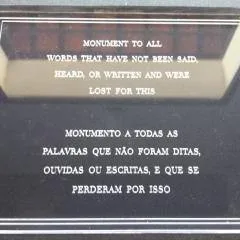 MONUMENT TO ALL
WORDS THAT HAVE NOT BEEN SAID,
HEARD, OR WRITTEN AND WERE
LOST FOR THIS
MONUMENTO A TODAS AS
PALAVRAS QUE NÃO FORAM DITAS,
OUVIDAS OU ESCRITAS, E QUE SE
PERDERAM POR ISSO